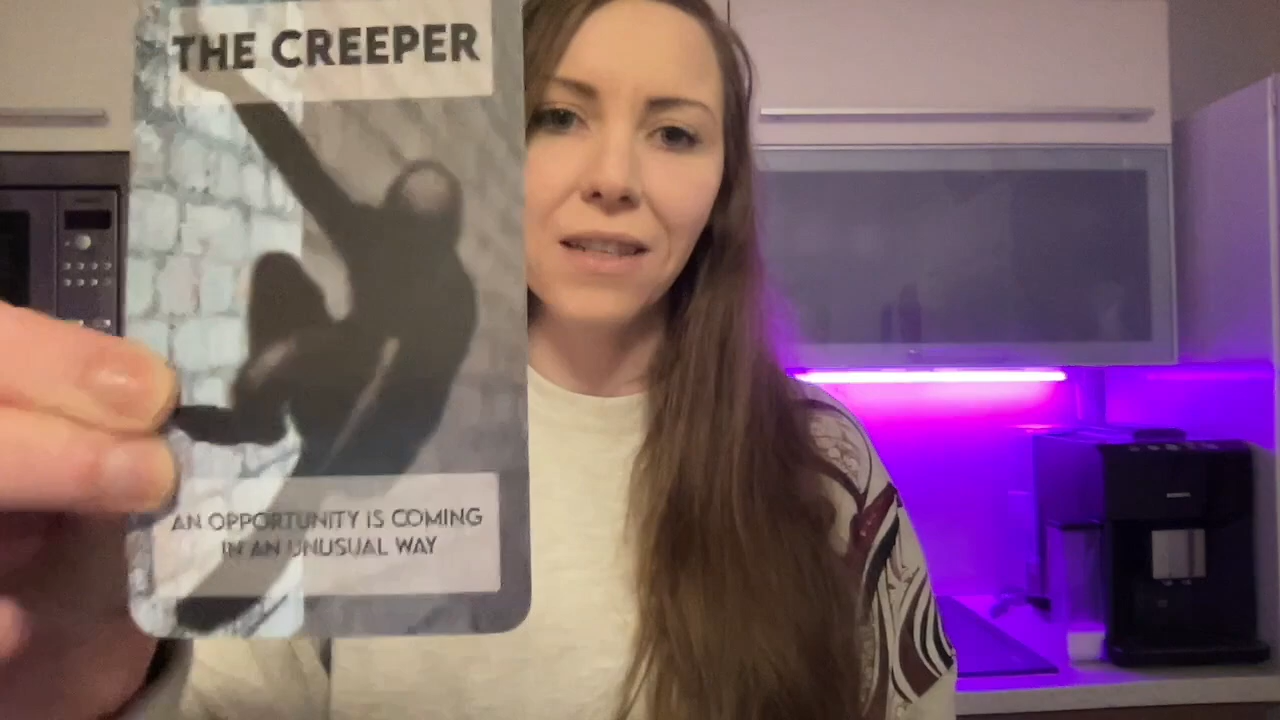 THE CREEPER
AN OPPORTUNITY IS COMING
IN AN UNUSUAL WAY